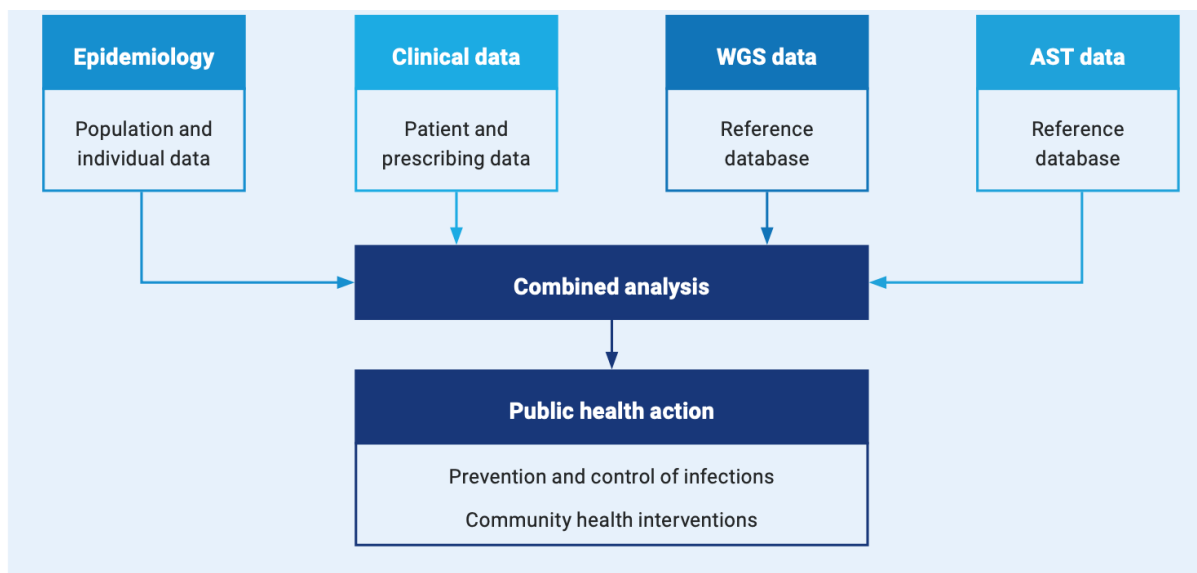 Epidemiology
Population and
individual data
Clinical data
Patient and
prescribing data
WGS data
Reference
database
AST data
Reference
database
Combined analysis
Public health action
Prevention and control of infections
Community health interventions